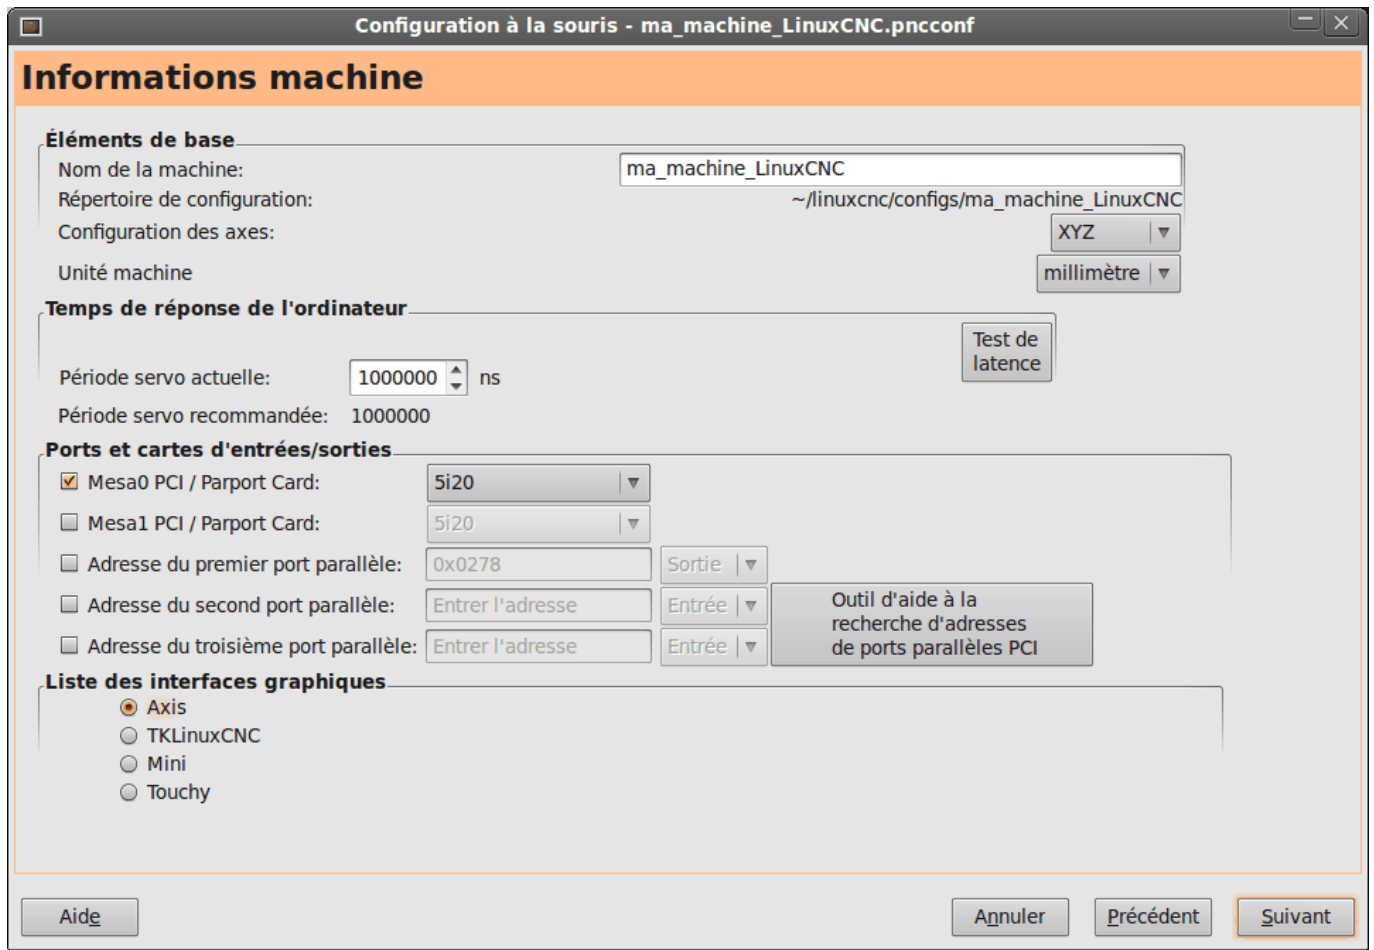 Configuration à la souris - ma_machine_LinuxCNC.pncconf
Informations machine
Éléments de base
Nom de la machine: ma_machine_LinuxCNC
Répertoire de configuration: ~/linuxcnc/configs/ma_machine_LinuxCNC
Configuration des axes: XYZ
Unité machine millimètre
Temps de réponse de l'ordinateur
Test de
latence
Période servo actuelle: 1000000 ns
Période servo recommandée: 1000000
Ports et cartes d'entrées/sorties
Mesa0 PCI / Parport Card: 5i20
Mesa1 PCI / Parport Card: 5i20
Adresse du premier port parallèle: 0x0278 Sortie
Adresse du second port parallèle: Entrer l'adresse Entrée
Adresse du troisième port parallèle: Entrer l'adresse Entrée
Outil d'aide à la
recherche d'adresses
de ports parallèles PCI
Liste des interfaces graphiques
Axis
TKLinuxCNC
Mini
Touchy
Aide Annuler Précédent Suivant